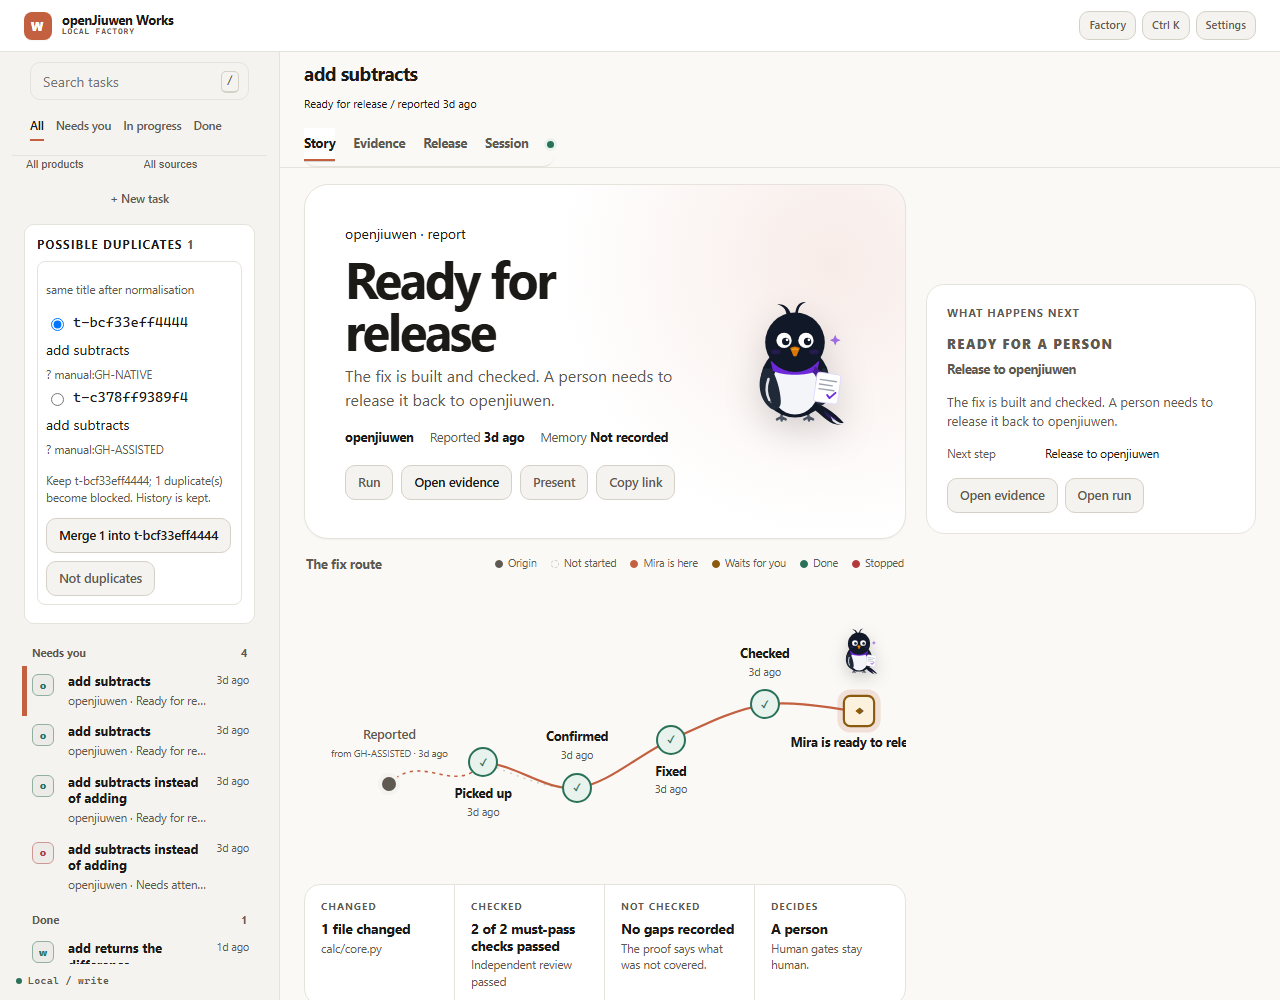 w
openJiuwen Works
LOCAL FACTORY
Factory
Ctrl K
Settings
Search tasks
/
All
Needs you
In progress
Done
All products
All sources
+ New task
POSSIBLE DUPLICATES 1
same title after normalisation
t-bcf33eff4444
add subtracts
? manual:GH-NATIVE
t-c378ff9389f4
add subtracts
? manual:GH-ASSISTED
Keep t-bcf33eff4444; 1 duplicate(s)
become blocked. History is kept.
Merge 1 into t-bcf33eff4444
Not duplicates
Needs you
4
o
add subtracts
3d ago
openjiuwen · Ready for re...
o
add subtracts
3d ago
openjiuwen · Ready for re...
o
add subtracts instead
of adding
3d ago
openjiuwen · Ready for re...
o
add subtracts instead
of adding
3d ago
openjiuwen · Needs atten...
Done
1
w
add returns the
1d ago
Local / write
add subtracts
Ready for release / reported 3d ago
Story
Evidence
Release
Session
openjiuwen · report
Ready for
release
The fix is built and checked. A person needs to
release it back to openjiuwen.
openjiuwen
Reported 3d ago
Memory Not recorded
Run
Open evidence
Present
Copy link
WHAT HAPPENS NEXT
READY FOR A PERSON
Release to openjiuwen
The fix is built and checked. A person needs to
release it back to openjiuwen.
Next step
Release to openjiuwen
Open evidence
Open run
The fix route
Origin
Not started
Mira is here
Waits for you
Done
Stopped
Reported
from GH-ASSISTED · 3d ago
Picked up
3d ago
Confirmed
3d ago
Fixed
3d ago
Checked
3d ago
Mira is ready to rele
CHANGED
1 file changed
calc/core.py
CHECKED
2 of 2 must-pass
checks passed
Independent review
passed
NOT CHECKED
No gaps recorded
The proof says what
was not covered.
DECIDES
A person
Human gates stay
human.